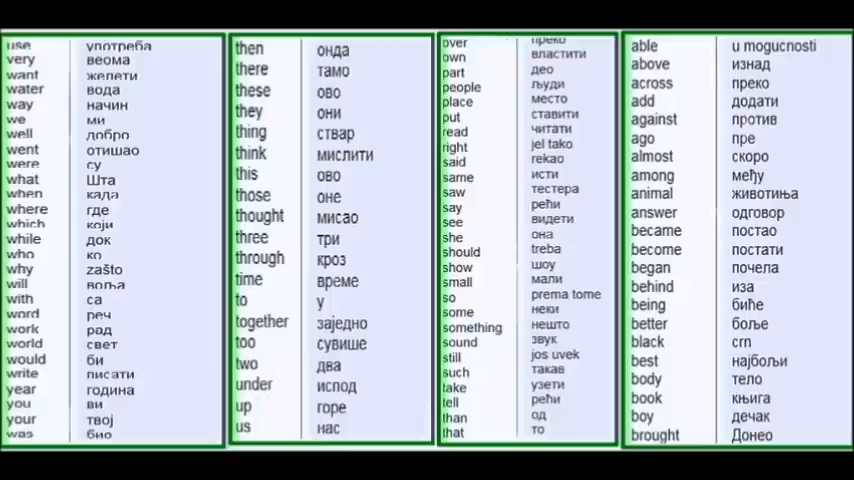 use употреба
very веома
want желети
water вода
way начин
we ми
well добро
went отишао
were су
what Шта
when када
where где
which који
while док
who ко
why zašto
will воља
with са
word реч
work рад
world свет
would би
write писати
year година
you ви
your твој
was био
then онда
there тамо
these ово
they они
thing ствар
think мислити
this ово
those оне
thought мисао
three три
through кроз
time време
to у
together заједно
too сувише
two два
under испод
up горе
us нас
over преко
own властити
part део
people људи
place место
put ставити
read читати
right jel tako
said rekao
same исти
saw тестера
say рећи
see видети
she она
should treba
show шоу
small мали
so prema tome
some неки
something нешто
sound звук
still jos uvek
such такав
take узети
tell рећи
than од
that то
able u mogucnosti
above изнад
across преко
add додати
against против
ago пре
almost скоро
among међу
animal животиња
answer одговор
became постао
become постати
began почела
behind иза
being биће
better боље
black crn
best најбољи
body тело
book књига
boy дечак
brought Донео